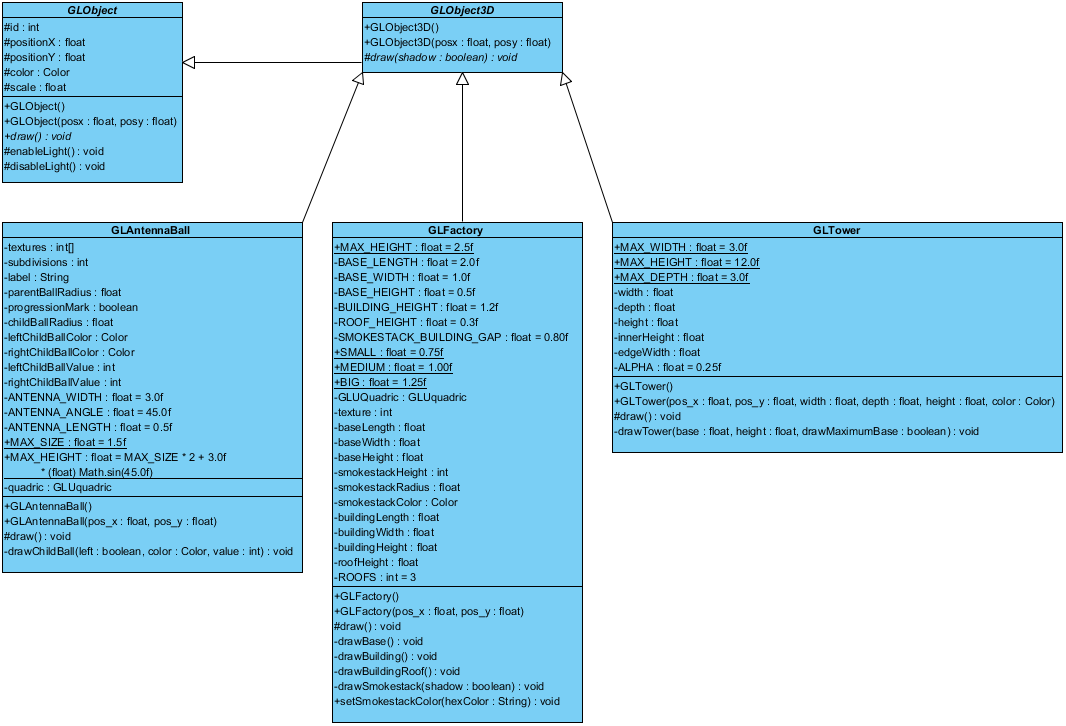 GLObject
#id : int
#positionX : float
#positionY : float
#color : Color
#scale : float
+GLObject()
+GLObject(posx : float, posy : float)
+draw() : void
#enableLight() : void
#disableLight() : void
GLObject3D
+GLObject3D()
+GLObject3D(posx : float, posy : float)
#draw(shadow : boolean) : void
GLAntennaBall
-textures : int[]
-subdivisions : int
-label : String
-parentBallRadius : float
-progressionMark : boolean
-childBallRadius : float
-leftChildBallColor : Color
-rightChildBallColor : Color
-leftChildBallValue : int
-rightChildBallValue : int
-ANTENNA_WIDTH : float = 3.0f
-ANTENNA_ANGLE : float = 45.0f
-ANTENNA_LENGTH : float = 0.5f
+MAX_SIZE : float = 1.5f
+MAX_HEIGHT : float = MAX_SIZE * 2 + 3.0f
* (float) Math.sin(45.0f)
-quadric : GLUquadric
+GLAntennaBall()
+GLAntennaBall(pos_x : float, pos_y : float)
#draw() : void
-drawChildBall(left : boolean, color : Color, value : int) : void
GLFactory
+MAX_HEIGHT : float = 2.5f
-BASE_LENGTH : float = 2.0f
-BASE_WIDTH : float = 1.0f
-BASE_HEIGHT : float = 0.5f
-BUILDING_HEIGHT : float = 1.2f
-ROOF_HEIGHT : float = 0.3f
-SMOKESTACK_BUILDING_GAP : float = 0.80f
+SMALL : float = 0.75f
+MEDIUM : float = 1.00f
+BIG : float = 1.25f
-GLUQuadric : GLUquadric
-texture : int
-baseLength : float
-baseWidth : float
-baseHeight : float
-smokestackHeight : int
-smokestackRadius : float
-smokestackColor : Color
-buildingLength : float
-buildingWidth : float
-buildingHeight : float
-roofHeight : float
-ROOFS : int = 3
+GLFactory()
+GLFactory(pos_x : float, pos_y : float)
#draw() : void
-drawBase() : void
-drawBuilding() : void
-drawBuildingRoof() : void
-drawSmokestack(shadow : boolean) : void
+setSmokestackColor(hexColor : String) : void
GLTower
+MAX_WIDTH : float = 3.0f
+MAX_HEIGHT : float = 12.0f
+MAX_DEPTH : float = 3.0f
-width : float
-depth : float
-height : float
-innerHeight : float
-edgeWidth : float
-ALPHA : float = 0.25f
+GLTower()
+GLTower(pos_x : float, pos_y : float, width : float, depth : float, height : float, color : Color)
#draw() : void
-drawTower(base : float, height : float, drawMaximumBase : boolean) : void